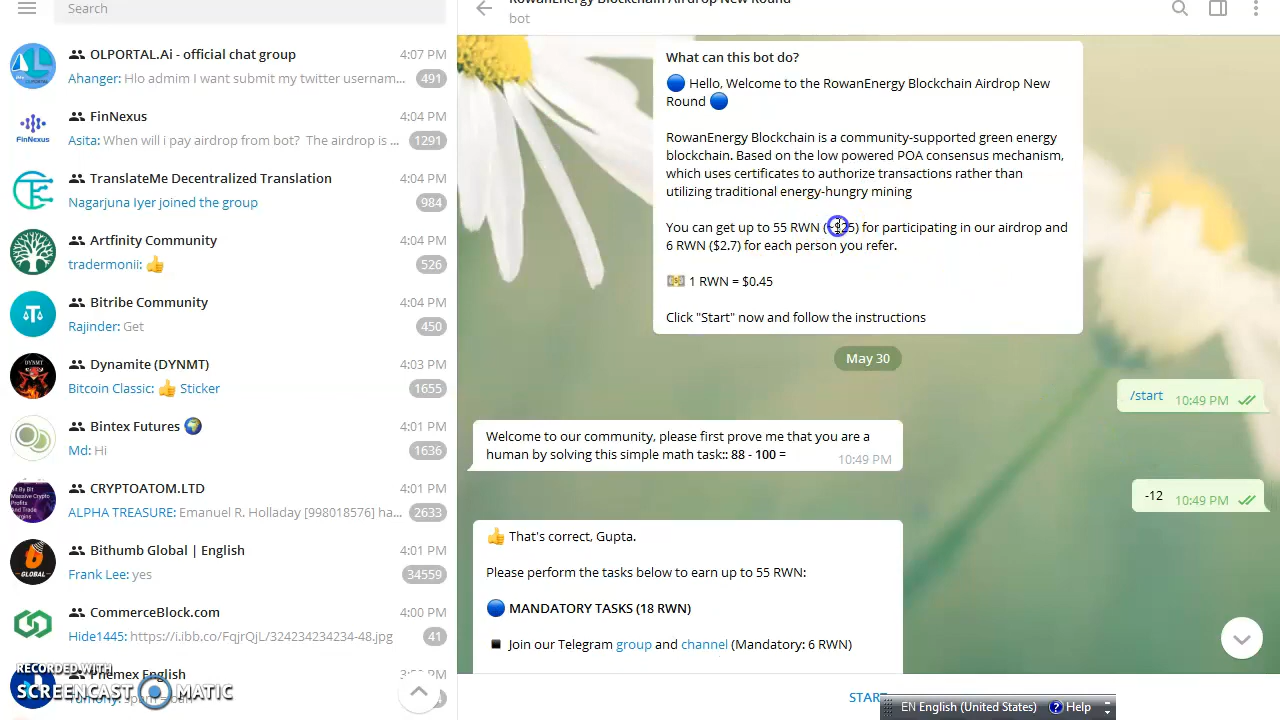 Search
OLPORTAL.Ai - official chat group
4:07 PM
Ahanger: Hlo admim I want submit my twitter usernam...
491
FinNexus
4:04 PM
Asita: When will i pay airdrop from bot? The airdrop is ...
1291
TranslateMe Decentralized Translation
4:04 PM
Nagarjuna Iyer joined the group
984
Artfinity Community
4:04 PM
tradermonii: 👍
526
Bitribe Community
4:04 PM
Rajinder: Get
450
Dynamite (DYNMT)
4:03 PM
Bitcoin Classic: 👍 Sticker
1655
Bintex Futures 🌍
4:01 PM
Md: Hi
1636
CRYPTOATOM.LTD
4:01 PM
ALPHA TREASURE: Emanuel R. Holladay [998018576] ha...
2633
Bithumb Global | English
4:01 PM
Frank Lee: yes
34559
CommerceBlock.com
4:00 PM
Hide1445: https://i.ibb.co/FqjrQjL/324234234234-48.jpg
41
Phemex English
RECORDED WITH
SCREENCAST MATIC
RowanEnergy Blockchain Airdrop New Round
bot
What can this bot do?
🔵 Hello, Welcome to the RowanEnergy Blockchain Airdrop New
Round 🔵
RowanEnergy Blockchain is a community-supported green energy
blockchain. Based on the low powered POA consensus mechanism,
which uses certificates to authorize transactions rather than
utilizing traditional energy-hungry mining
You can get up to 55 RWN (~$25) for participating in our airdrop and
6 RWN ($2.7) for each person you refer.
💵 1 RWN = $0.45
Click "Start" now and follow the instructions
May 30
/start 10:49 PM
Welcome to our community, please first prove me that you are a
human by solving this simple math task:: 88 - 100 =
10:49 PM
-12 10:49 PM
👍 That's correct, Gupta.
Please perform the tasks below to earn up to 55 RWN:
🔵 MANDATORY TASKS (18 RWN)
▪ Join our Telegram group and channel (Mandatory: 6 RWN)
START
EN English (United States) Help